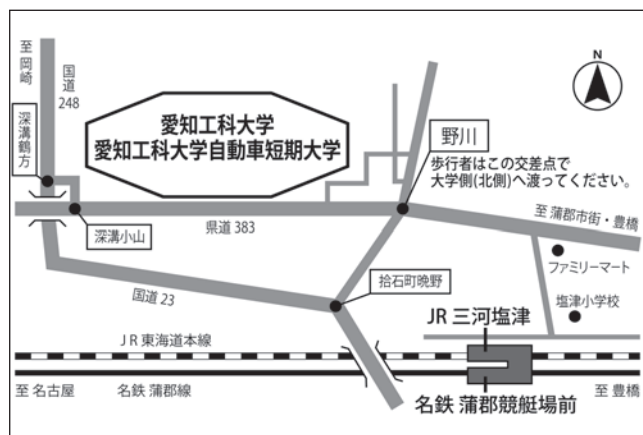 至 岡崎
国道
248
深溝鶴方
愛知工科大学
愛知工科大学自動車短期大学
N
野川
歩行者はこの交差点で
大学側(北側)へ渡ってください。
至 蒲郡市街・豊橋
深溝小山
県道 383
ファミリーマート
国道 23
拾石町晩野
塩津小学校
JR 東海道本線
JR 三河塩津
至 名古屋
名鉄 蒲郡線
名鉄 蒲郡競艇場前
至 豊橋